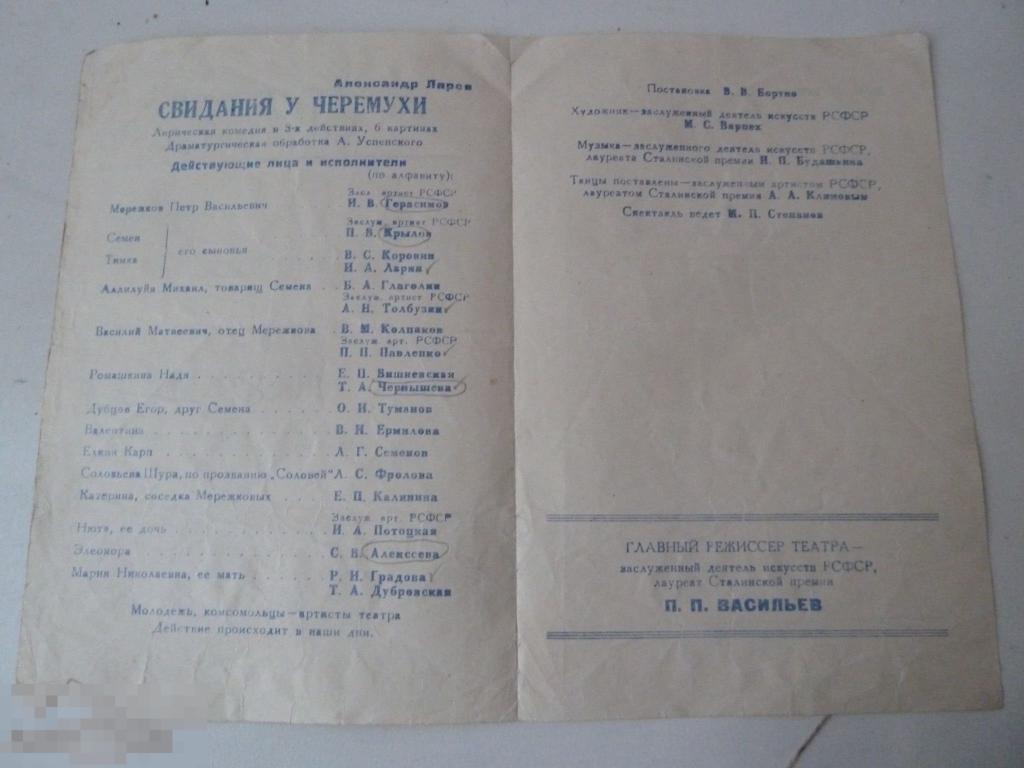 Александр Ларев
СВИДАНИЯ У ЧЕРЕМУХИ
Лирическая комедия в 3-х действиях, 6 картинах
Драматургическая обработка А. Успенского
Действующие лица и исполнители
(по алфавиту):
Засл. артист РСФСР
Мережков Петр Васильевич И. В. Герасимов
Заслуж. артист РСФСР
П. В. Крылов
Семен
его сыновья
Тимка
В. С. Коровин
И. А. Ларин
Аллилуйя Михаил, товарищ Семена . . Б. А. Глаголин
Заслуж. артист РСФСР
А. Н. Толбузин
Василий Матвеевич, отец Мережкова . В. М. Колпаков
Заслуж. арт. РСФСР
П. П. Павленко
Ромашкина Надя . . . . . . . . . . Е. П. Вишневская
Т. А. Чернышева
Дубцов Егор, друг Семена . . . . . . О. И. Туманов
Валентина . . . . . . . . . . . . . В. Н. Ермилова
Елкин Карп . . . . . . . . . . . . Л. Г. Семенов
Соловьева Шура, по прозванию „Соловей“ Л. С. Фролова
Катерина, соседка Мережковых . . . . Е. П. Калинина
Заслуж. арт. РСФСР
Нюта, ее дочь . . . . . . . . . . . И. А. Потоцкая
Элеонора . . . . . . . . . . . . . С. В. Алексеева
Мария Николаевна, ее мать . . . . . Р. И. Градова
Т. А. Дубровская
Молодежь, комсомольцы—артисты театра
Действие происходит в наши дни.
Постановка В. В. Бортко
Художник—заслуженный деятель искусств РСФСР
М. С. Варпех
Музыка—заслуженного деятель искусств РСФСР,
лауреата Сталинской премии Н. П. Будашкина
Танцы поставлены—заслуженным артистом РСФСР,
лауреатом Сталинской премия А. А. Климовым
Спектакль ведет М. П. Степанов
ГЛАВНЫЙ РЕЖИССЕР ТЕАТРА—
заслуженный деятель искусств РСФСР,
лауреат Сталинской премии
П. П. ВАСИЛЬЕВ